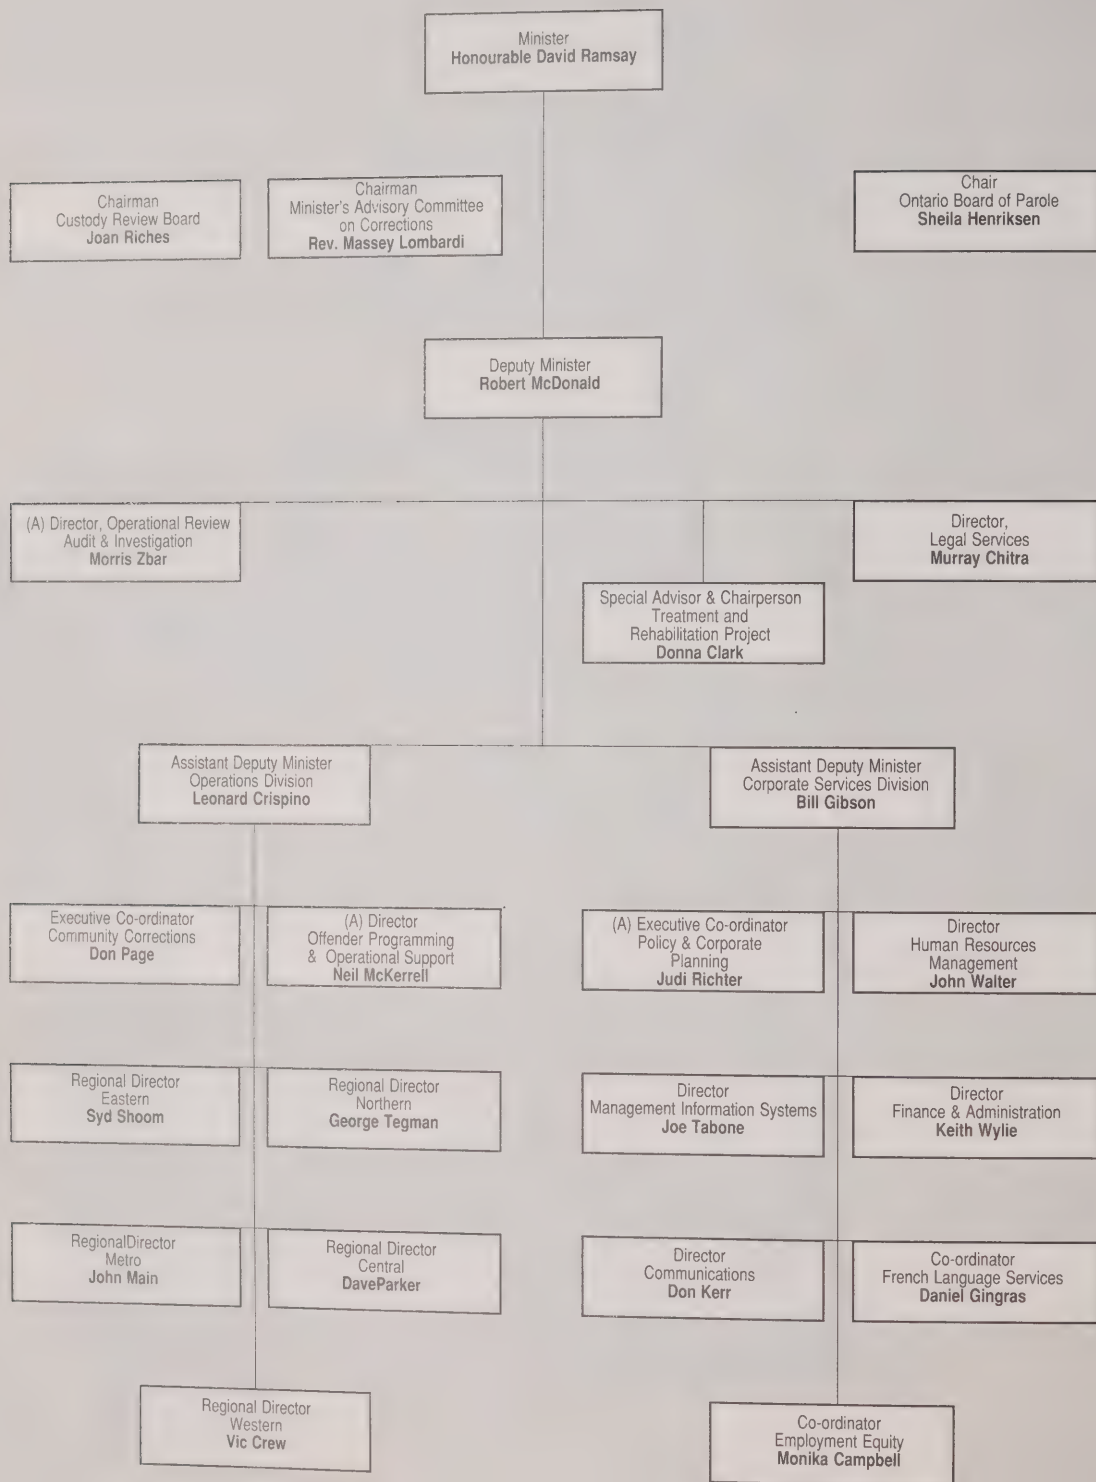 Minister
Honourable David Ramsay
Chairman
Custody Review Board
Joan Riches
Chairman
Minister's Advisory Committee
on Corrections
Rev. Massey Lombardi
Chair
Ontario Board of Parole
Sheila Henriksen
Deputy Minister
Robert McDonald
(A) Director, Operational Review
Audit & Investigation
Morris Zbar
Director,
Legal Services
Murray Chitra
Special Advisor & Chairperson
Treatment and
Rehabilitation Project
Donna Clark
Assistant Deputy Minister
Operations Division
Leonard Crispino
Assistant Deputy Minister
Corporate Services Division
Bill Gibson
Executive Co-ordinator
Community Corrections
Don Page
(A) Director
Offender Programming
& Operational Support
Neil McKerrell
(A) Executive Co-ordinator
Policy & Corporate
Planning
Judi Richter
Director
Human Resources
Management
John Walter
Regional Director
Eastern
Syd Shoom
Regional Director
Northern
George Tegman
Director
Management Information Systems
Joe Tabone
Director
Finance & Administration
Keith Wylie
RegionalDirector
Metro
John Main
Regional Director
Central
DaveParker
Director
Communications
Don Kerr
Co-ordinator
French Language Services
Daniel Gingras
Regional Director
Western
Vic Crew
Co-ordinator
Employment Equity
Monika Campbell